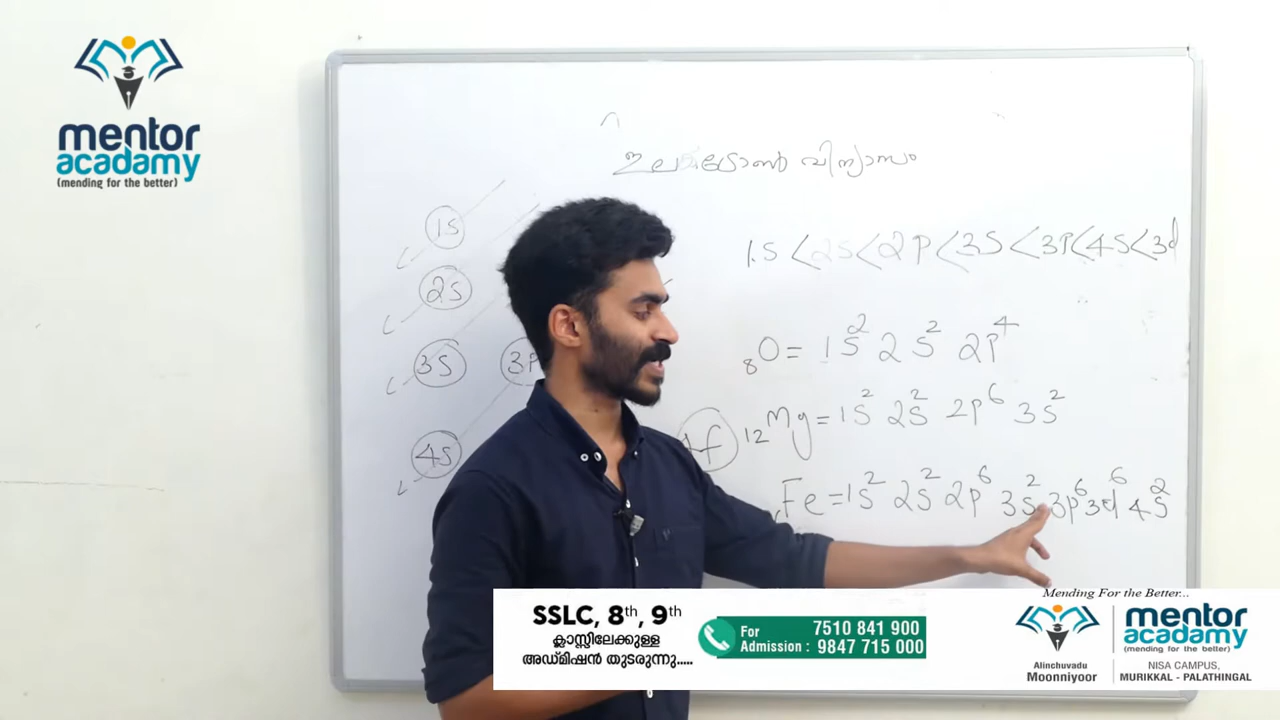 mentor
acadamy
(mending for the better)
ഇലക്ട്രോൺ വിന്യാസം
1s < 2s < 2p < 3s < 3p < 4s < 3d
1s
2s
3s 3p
4s
f
₈O = 1s² 2s² 2p⁴
₁₂Mg = 1s² 2s² 2p⁶ 3s²
Fe = 1s² 2s² 2p⁶ 3s² 3p⁶ 3d⁶ 4s²
SSLC, 8th, 9th
ക്ലാസ്സിലേക്കുള്ള
അഡ്മിഷൻ തുടരുന്നു.....
For
Admission :
7510 841 900
9847 715 000
Mending For the Better...
Alinchuvadu
Moonniyoor
mentor
acadamy
(mending for the better)
NISA CAMPUS,
MURIKKAL - PALATHINGAL